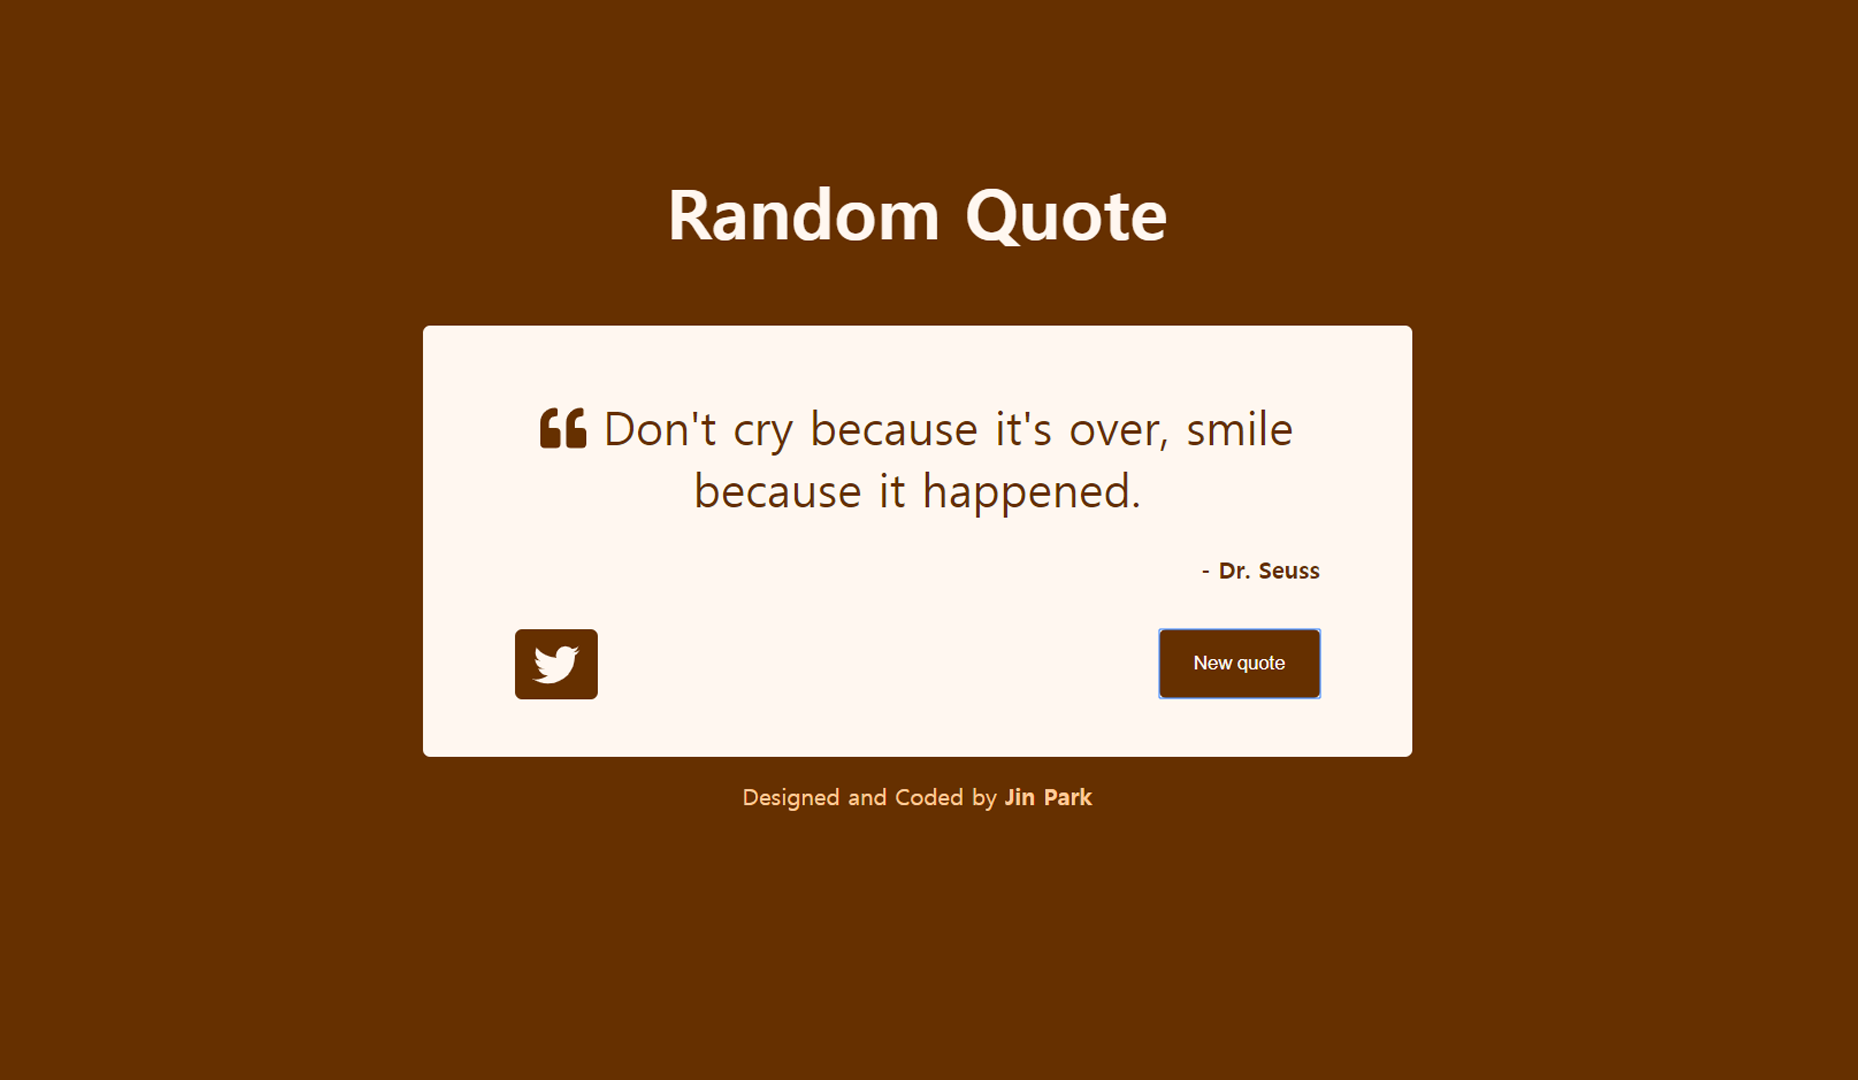 Random Quote
“ Don't cry because it's over, smile
because it happened.
- Dr. Seuss
New quote
Designed and Coded by Jin Park